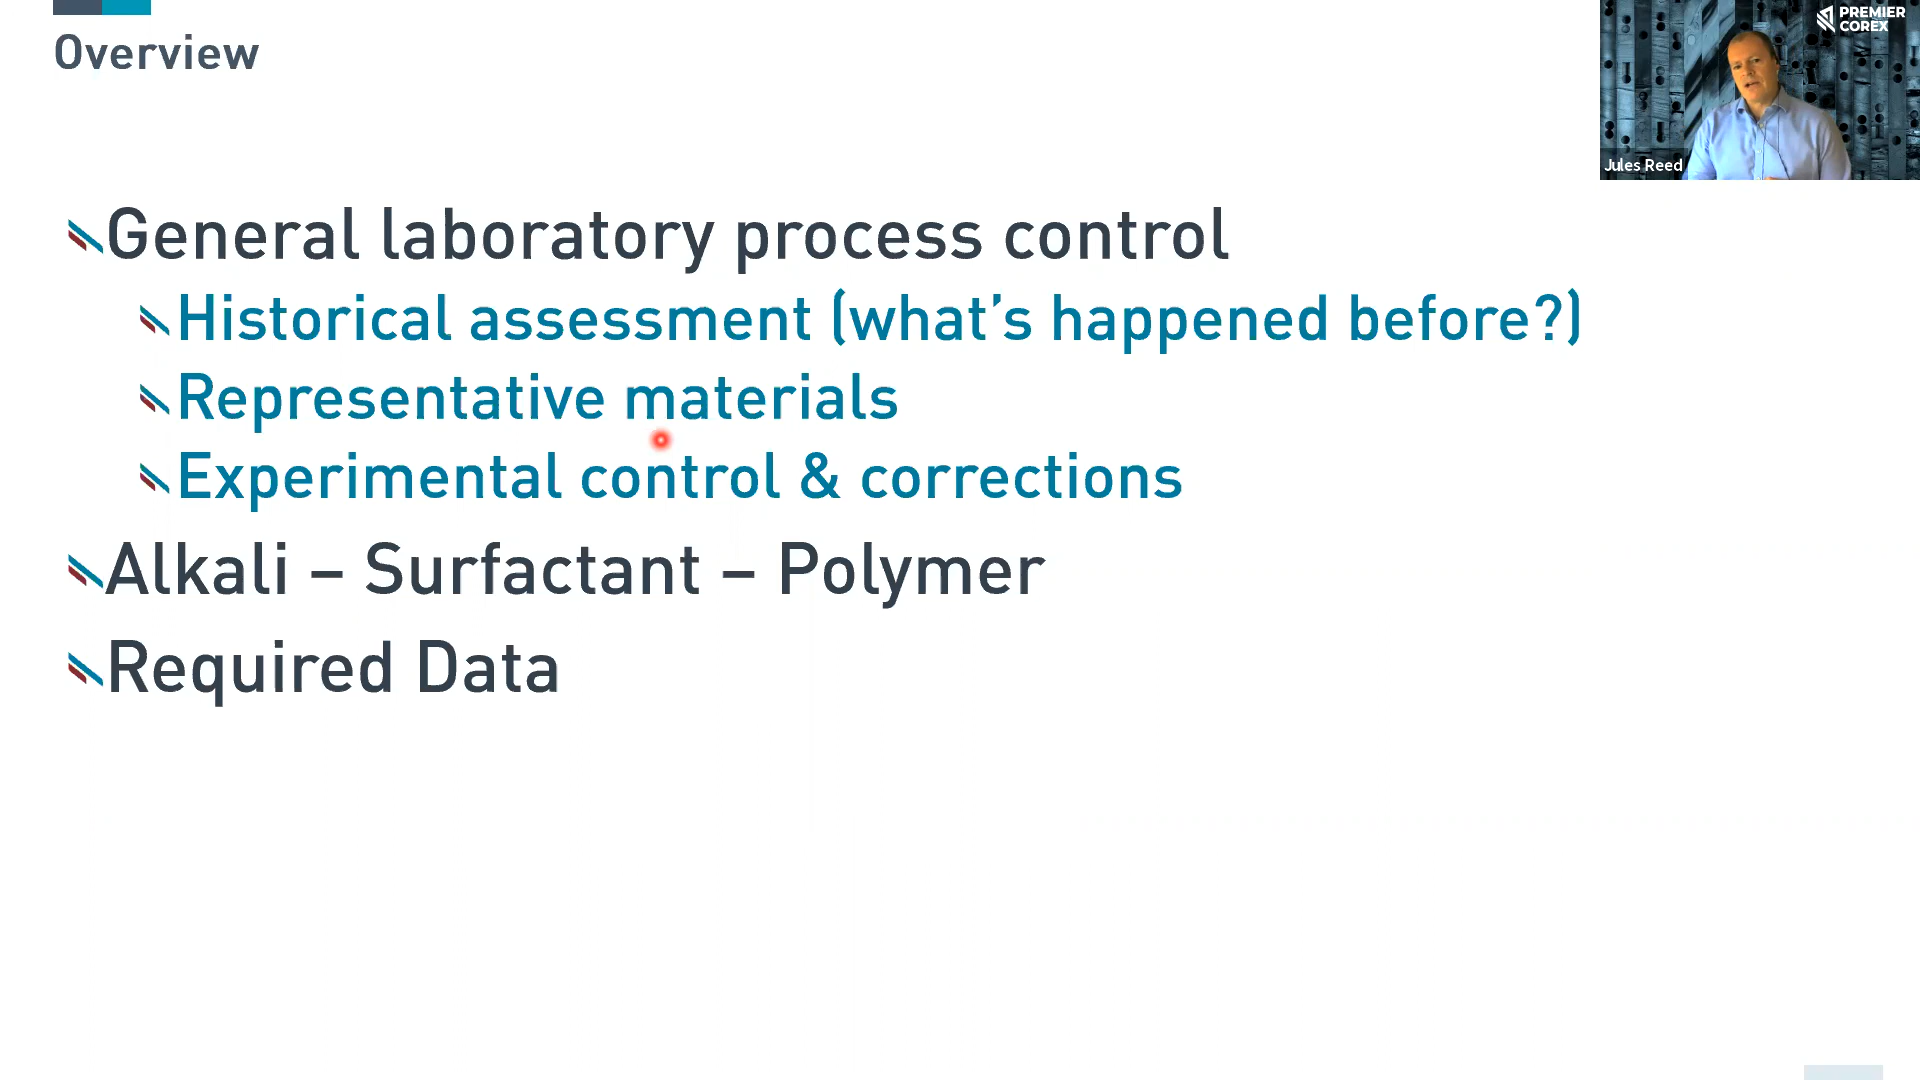 Overview
PREMIER
COREX
Jules Reed
General laboratory process control
Historical assessment (what's happened before?)
Representative materials
Experimental control & corrections
Alkali – Surfactant – Polymer
Required Data